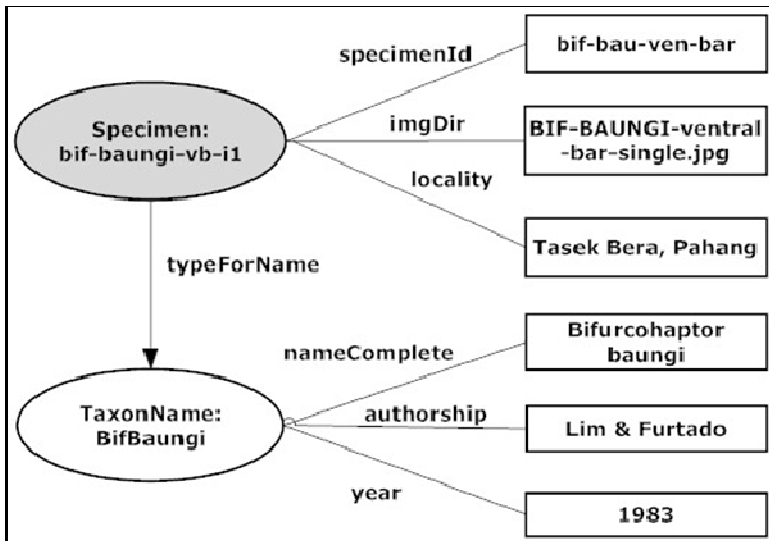 specimenId
bif-bau-ven-bar
Specimen:
bif-baungi-vb-i1
imgDir
BIF-BAUNGI-ventral
-bar-single.jpg
locality
Tasek Bera, Pahang
typeForName
nameComplete
Bifurcohaptor
baungi
TaxonName:
BifBaungi
authorship
Lim & Furtado
year
1983